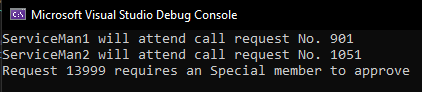 Microsoft Visual Studio Debug Console
ServiceMan1 will attend call request No. 901
ServiceMan2 will attend call request No. 1051
Request 13999 requires an Special member to approve